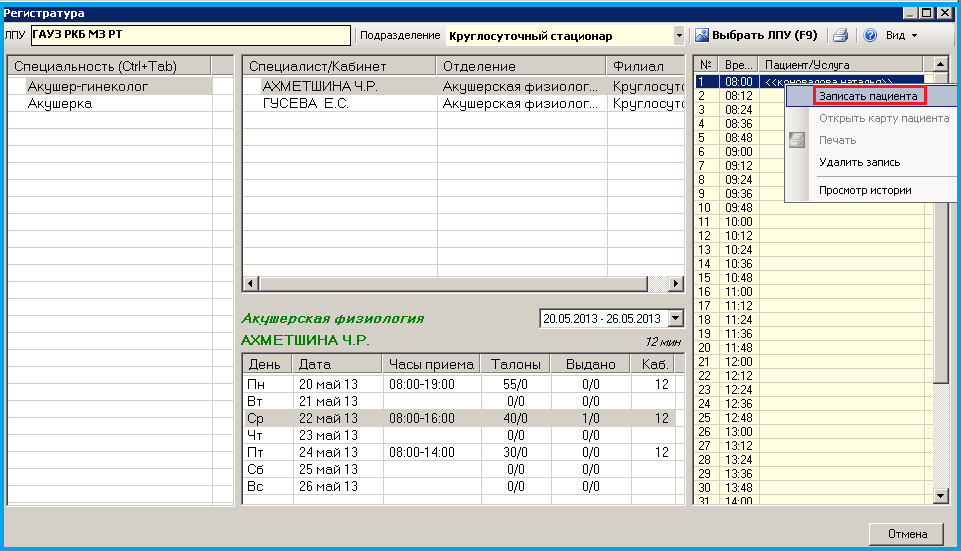 Регистратура
ЛПУ ГАУЗ РКБ МЗ РТ Подразделение Круглосуточный стационар Выбрать ЛПУ (F9) Вид
Специальность (Ctrl+Tab)
Акушер-гинеколог
Акушерка
Специалист/Кабинет Отделение Филиал
АХМЕТШИНА Ч.Р. Акушерская физиолог... Круглосут
ГУСЕВА Е.С. Акушерская физиолог... Круглосут
Акушерская физиология 20.05.2013 - 26.05.2013
АХМЕТШИНА Ч.Р. 12 мин
День Дата Часы приема Талоны Выдано Каб.
Пн 20 май 13 08:00-19:00 55/0 0/0 12
Вт 21 май 13 0/0 0/0
Ср 22 май 13 08:00-16:00 40/0 1/0 12
Чт 23 май 13 0/0 0/0
Пт 24 май 13 08:00-14:00 30/0 0/0 12
Сб 25 май 13 0/0 0/0
Вс 26 май 13 0/0 0/0
№ Вре... Пациент/Услуга
1 08:00 <<коновалова наталья>>
2 08:12
3 08:24
4 08:36
5 08:48
6 09:00
7 09:12
8 09:24
9 09:36
10 09:48
11 10:00
12 10:12
13 10:24
14 10:36
15 10:48
16 11:00
17 11:12
18 11:24
19 11:36
20 11:48
21 12:00
22 12:12
23 12:24
24 12:36
25 12:48
26 13:00
27 13:12
28 13:24
29 13:36
30 13:48
31 14:00
Записать пациента
Открыть карту пациента
Печать
Удалить запись
Просмотр истории
Отмена